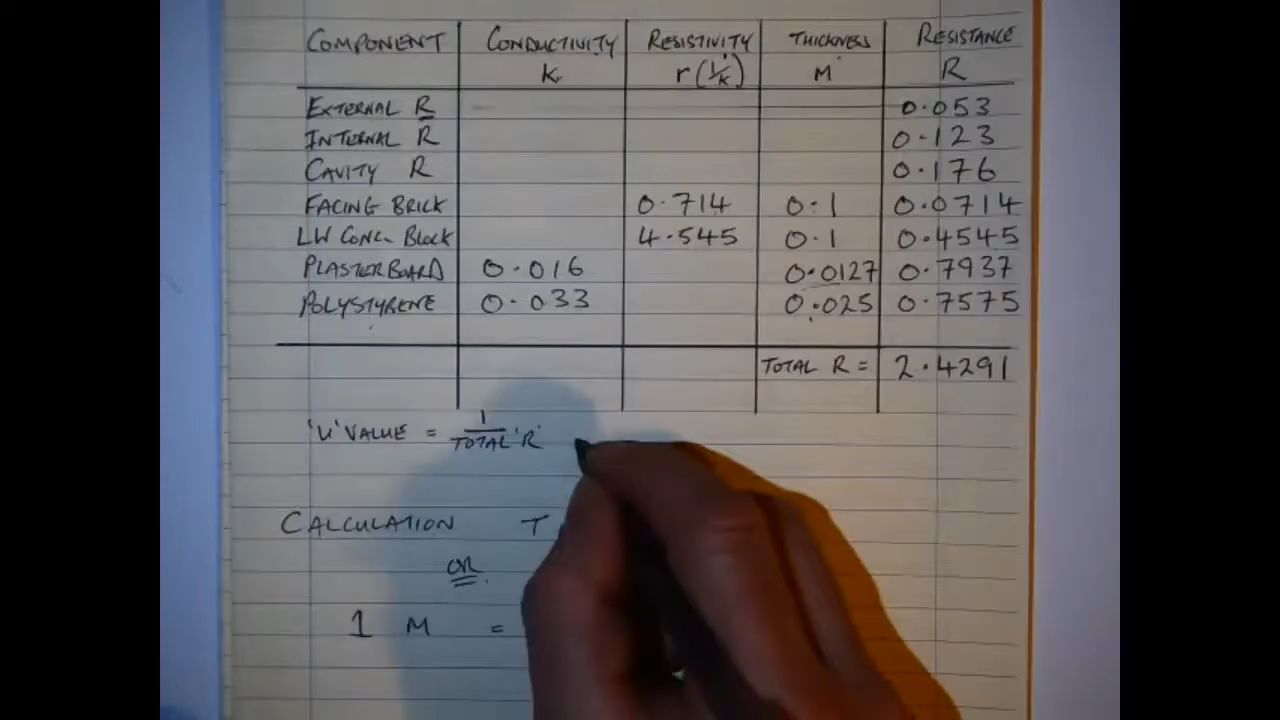 COMPONENT CONDUCTIVITY RESISTIVITY THICKNESS RESISTANCE
k r(1/k) M R
EXTERNAL R 0.053
INTERNAL R 0.123
CAVITY R 0.176
FACING BRICK 0.714 0.1 0.0714
LW CONC. BLOCK 4.545 0.1 0.4545
PLASTERBOARD 0.016 0.0127 0.7937
POLYSTYRENE 0.033 0.025 0.7575
TOTAL R = 2.4291
'U' VALUE = 1/TOTAL 'R'
CALCULATION T
OR
1 M =